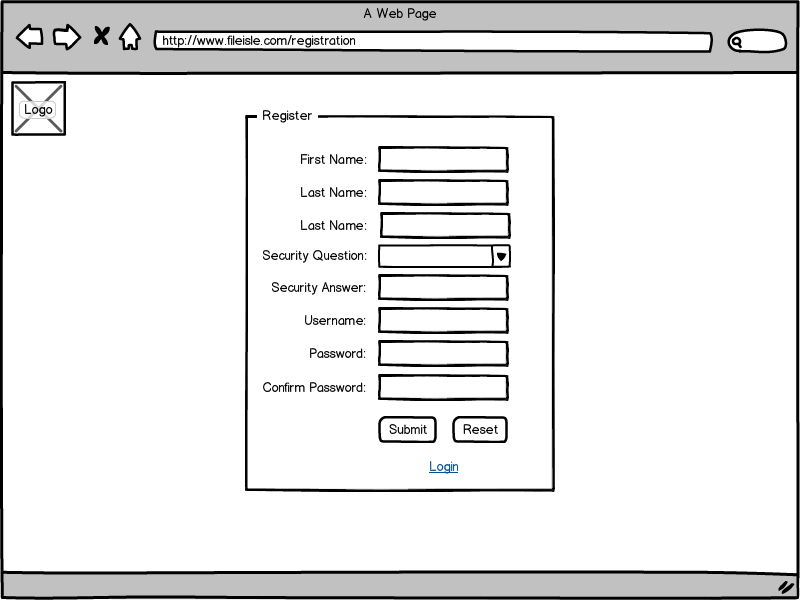 A Web Page
http://www.fileisle.com/registration
Logo
Register
First Name:
Last Name:
Last Name:
Security Question:
Security Answer:
Username:
Password:
Confirm Password:
Submit Reset
Login